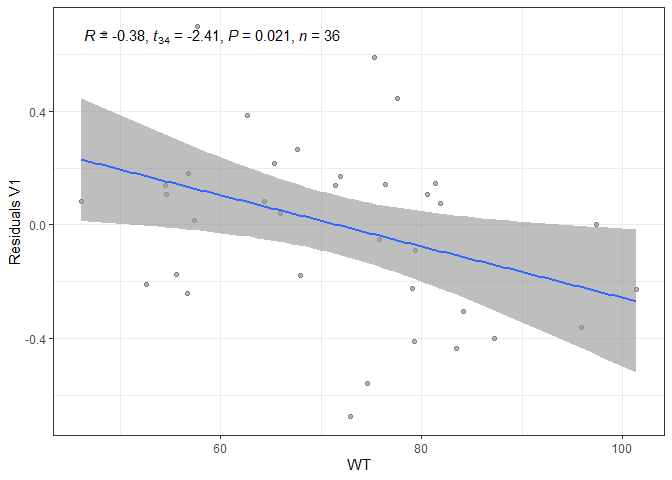 R = -0.38, t34 = -2.41, P = 0.021, n = 36
0.4
0.0
-0.4
Residuals V1
60 80 100
WT